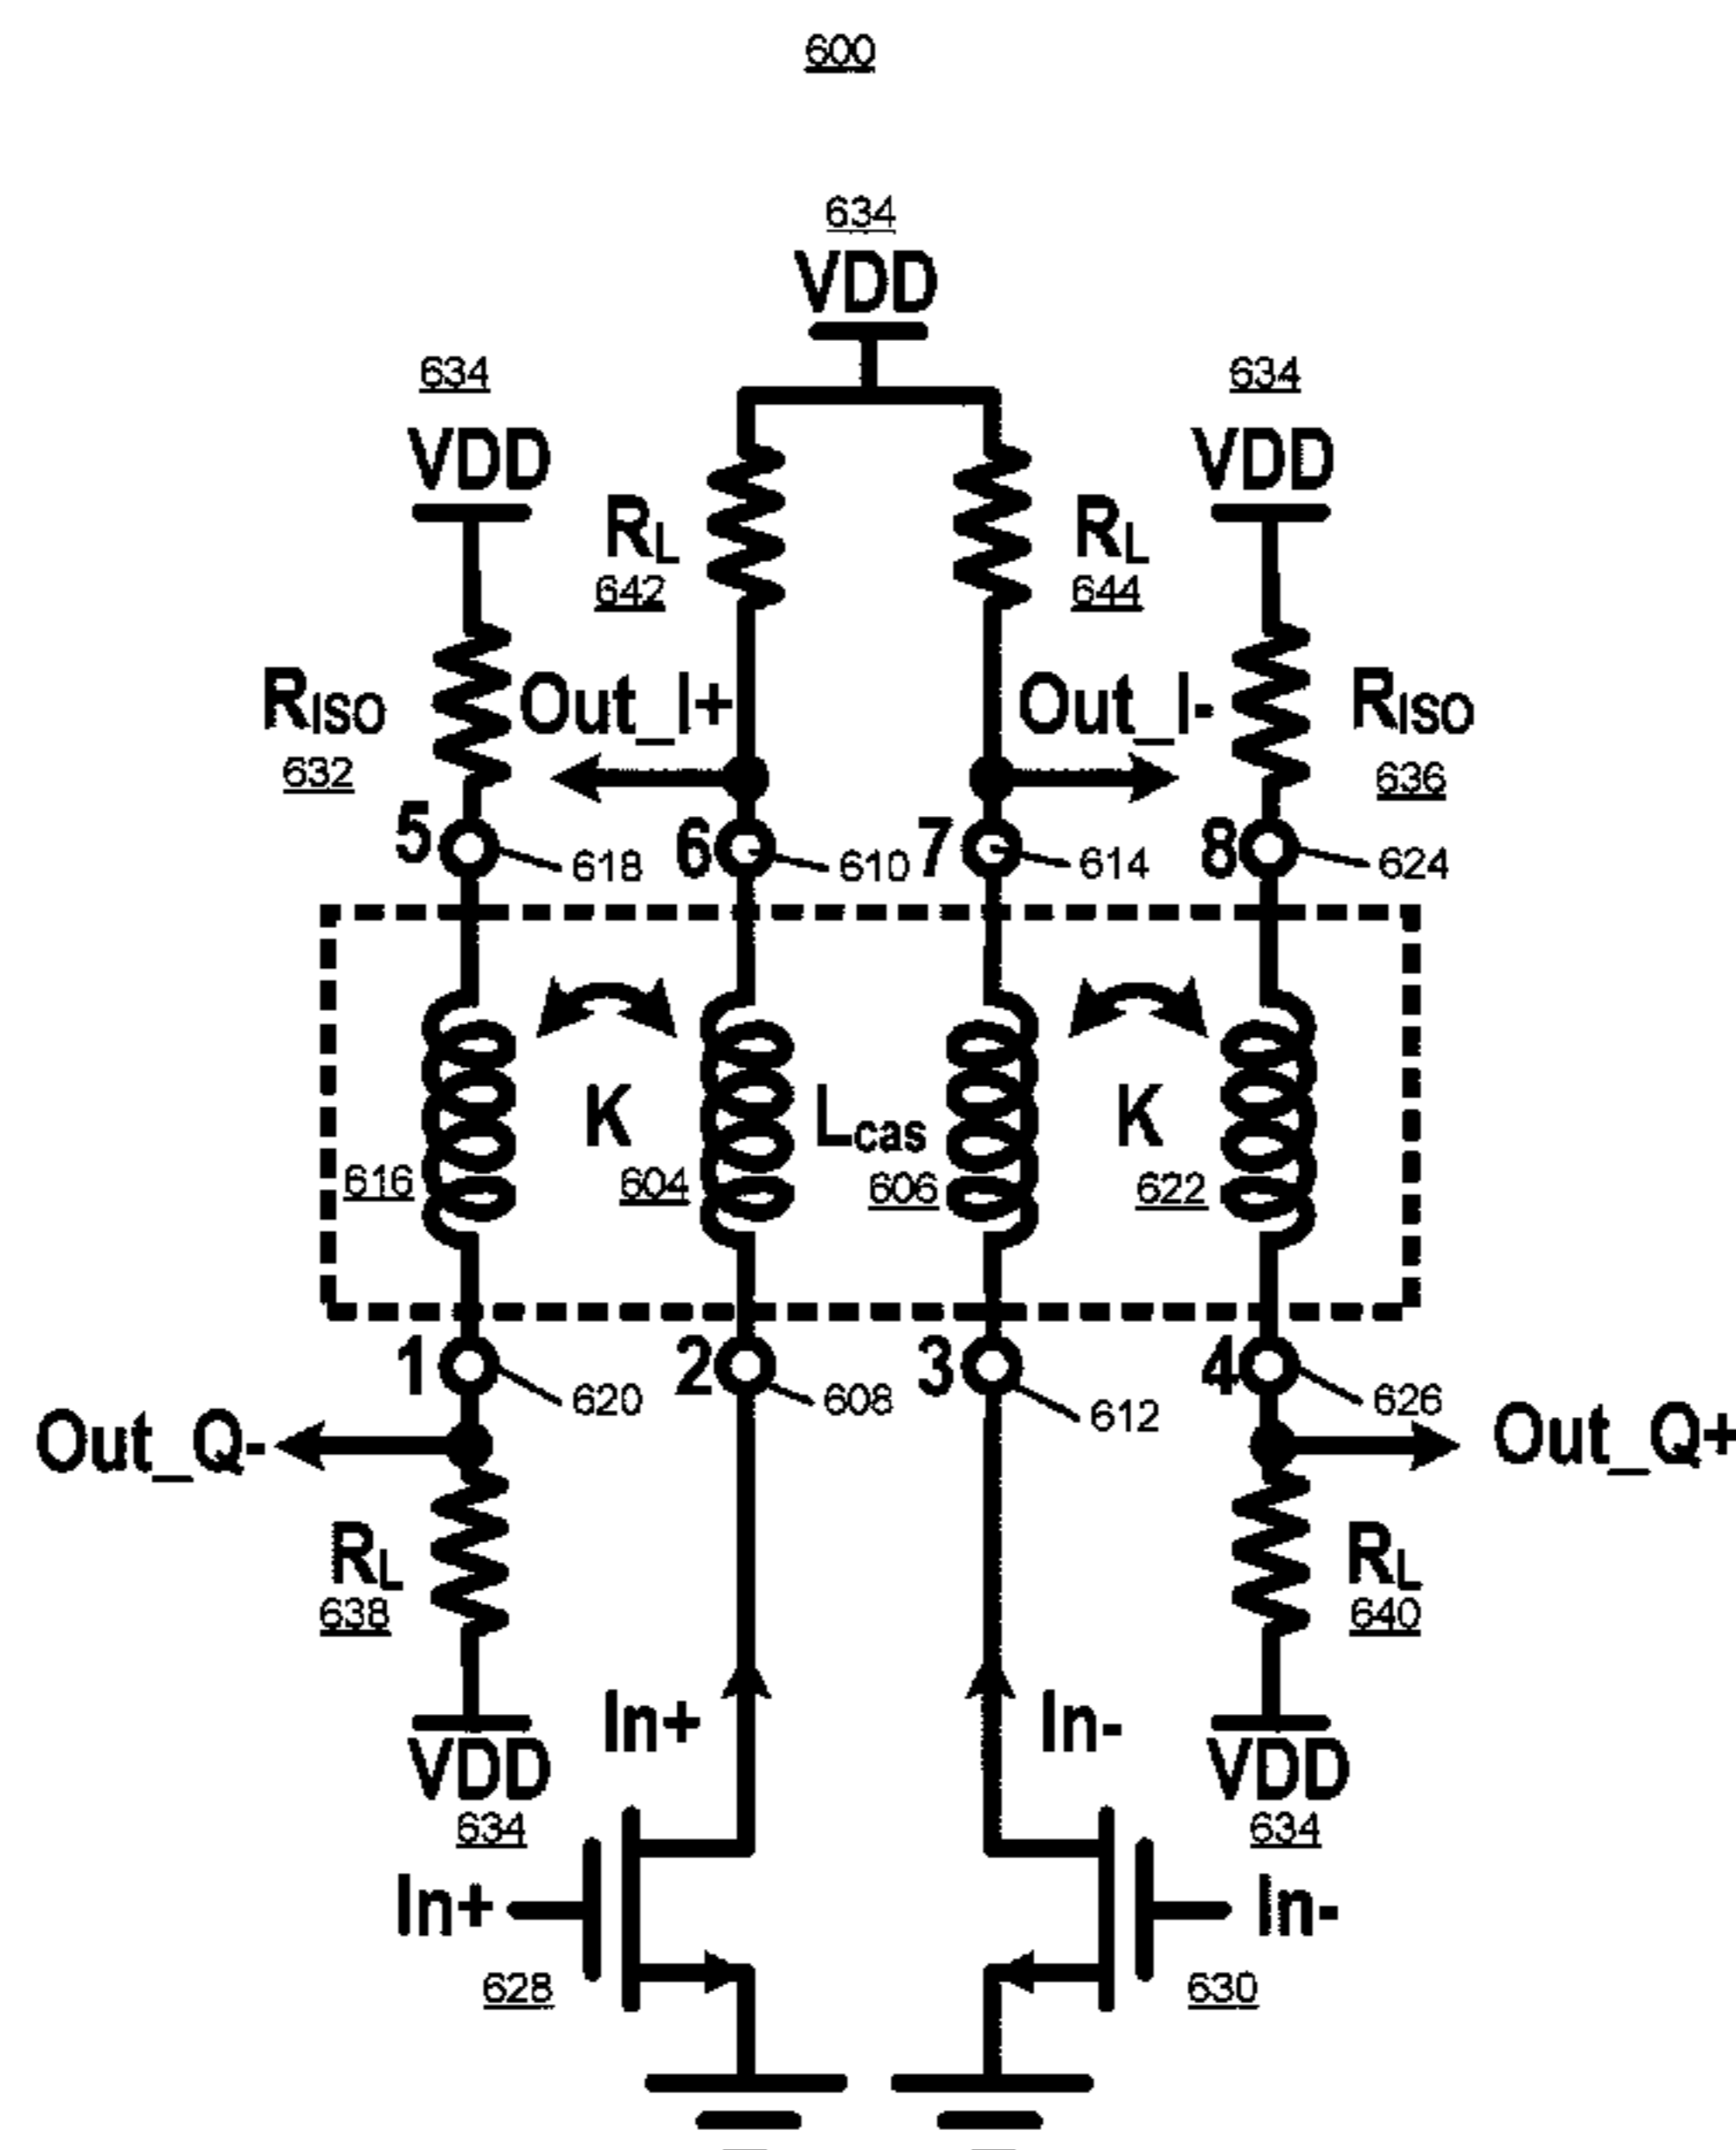 600
634
VDD
634
634
VDD
VDD
RL
RL
642
644
RISO
Out_I+
Out_I-
RISO
632
636
5
618
6
610
7
614
8
624
K
Lcas
K
616
604
606
622
1
620
2
608
3
612
4
626
Out_Q-
Out_Q+
RL
RL
638
640
In+
In-
VDD
VDD
634
634
In+
In-
628
630